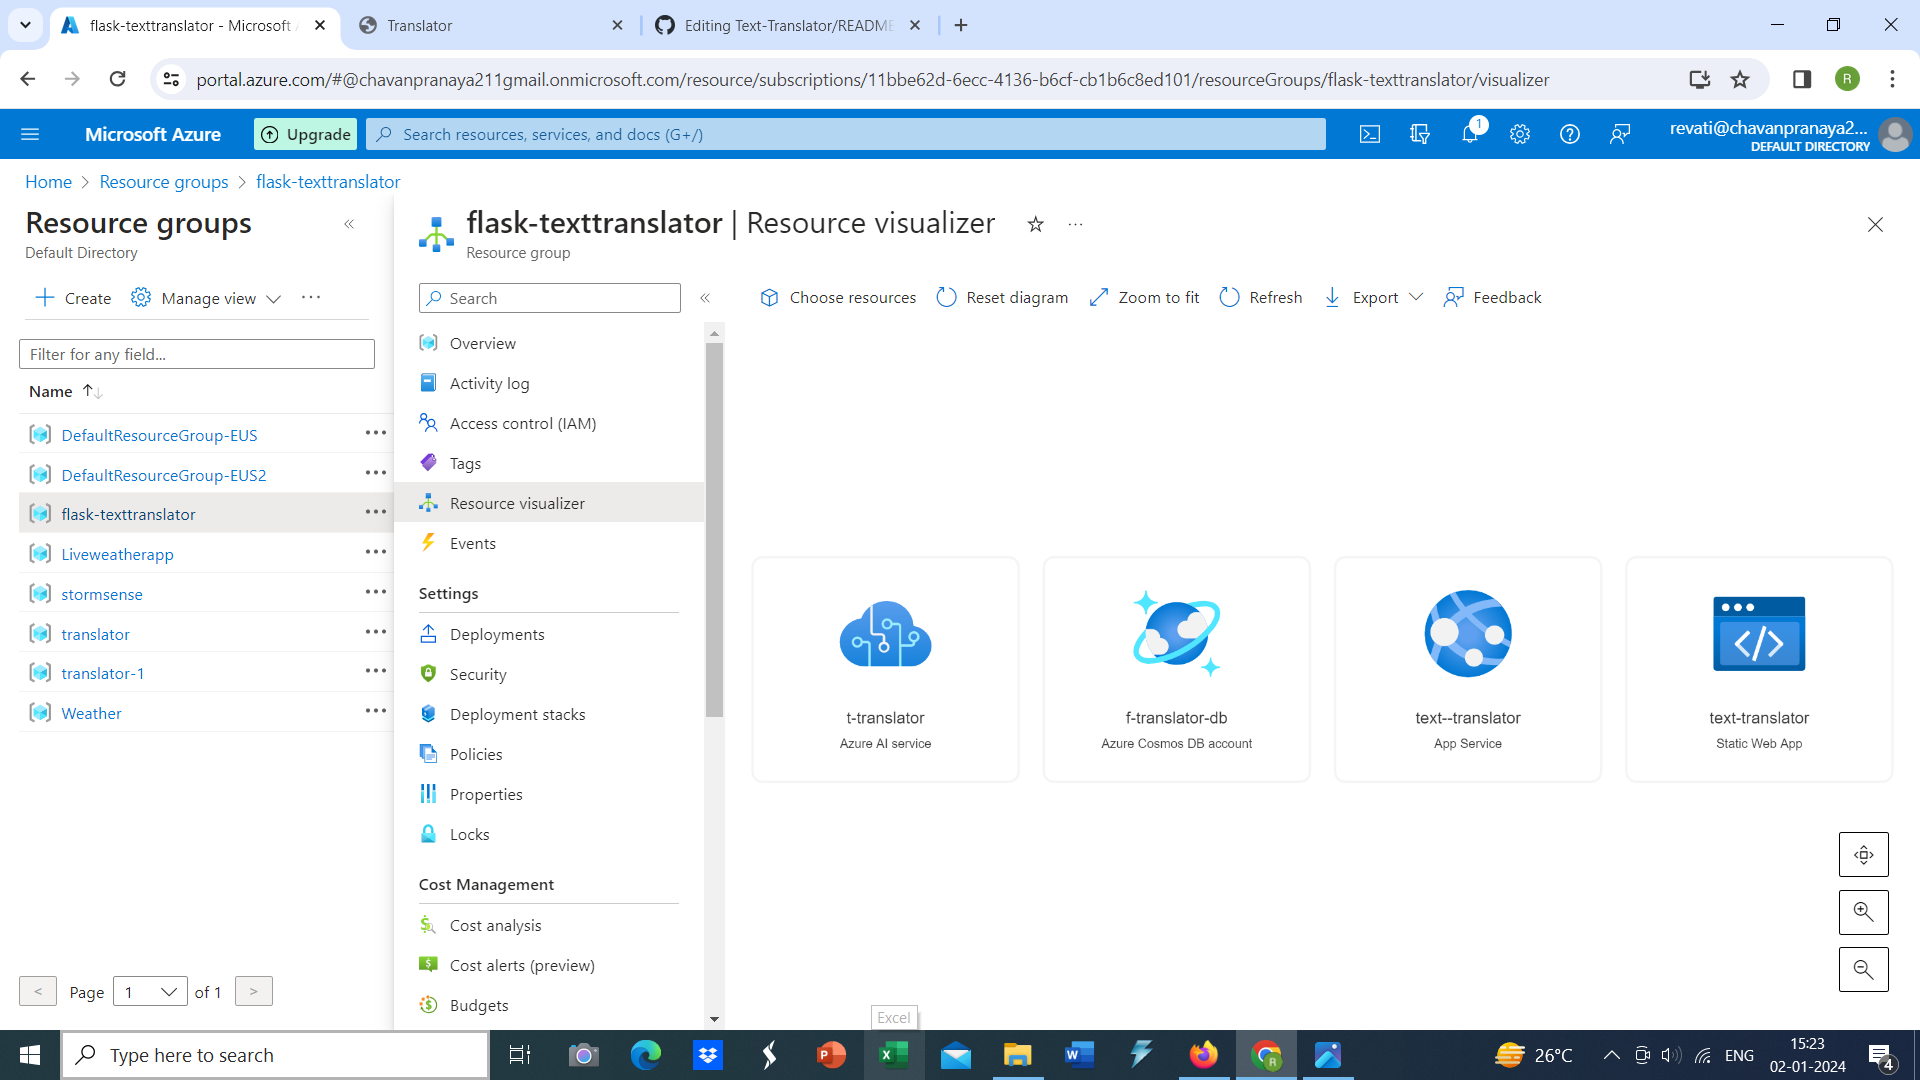 flask-texttranslator - Microsoft A
Translator
Editing Text-Translator/README
portal.azure.com/#@chavanpranaya211gmail.onmicrosoft.com/resource/subscriptions/11bbe62d-6ecc-4136-b6cf-cb1b6c8ed101/resourceGroups/flask-texttranslator/visualizer
R
Microsoft Azure
Upgrade
Search resources, services, and docs (G+/)
1
revati@chavanpranaya2...
DEFAULT DIRECTORY
Home > Resource groups > flask-texttranslator
Resource groups
Default Directory
Create
Manage view
Filter for any field...
Name
DefaultResourceGroup-EUS
DefaultResourceGroup-EUS2
flask-texttranslator
Liveweatherapp
stormsense
translator
translator-1
Weather
< Page 1 of 1 >
flask-texttranslator | Resource visualizer
Resource group
Search
Overview
Activity log
Access control (IAM)
Tags
Resource visualizer
Events
Settings
Deployments
Security
Deployment stacks
Policies
Properties
Locks
Cost Management
Cost analysis
Cost alerts (preview)
Budgets
Choose resources
Reset diagram
Zoom to fit
Refresh
Export
Feedback
t-translator
Azure AI service
f-translator-db
Azure Cosmos DB account
text--translator
App Service
text-translator
Static Web App
Excel
Type here to search
26°C
ENG
15:23
02-01-2024
4